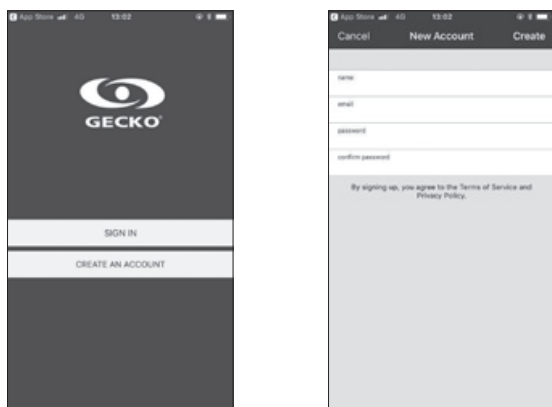 App Store 4G 13:02
GECKO
SIGN IN
CREATE AN ACCOUNT
App Store 4G 13:02
Cancel New Account Create
name
email
password
confirm password
By signing up, you agree to the Terms of Service and
Privacy Policy.